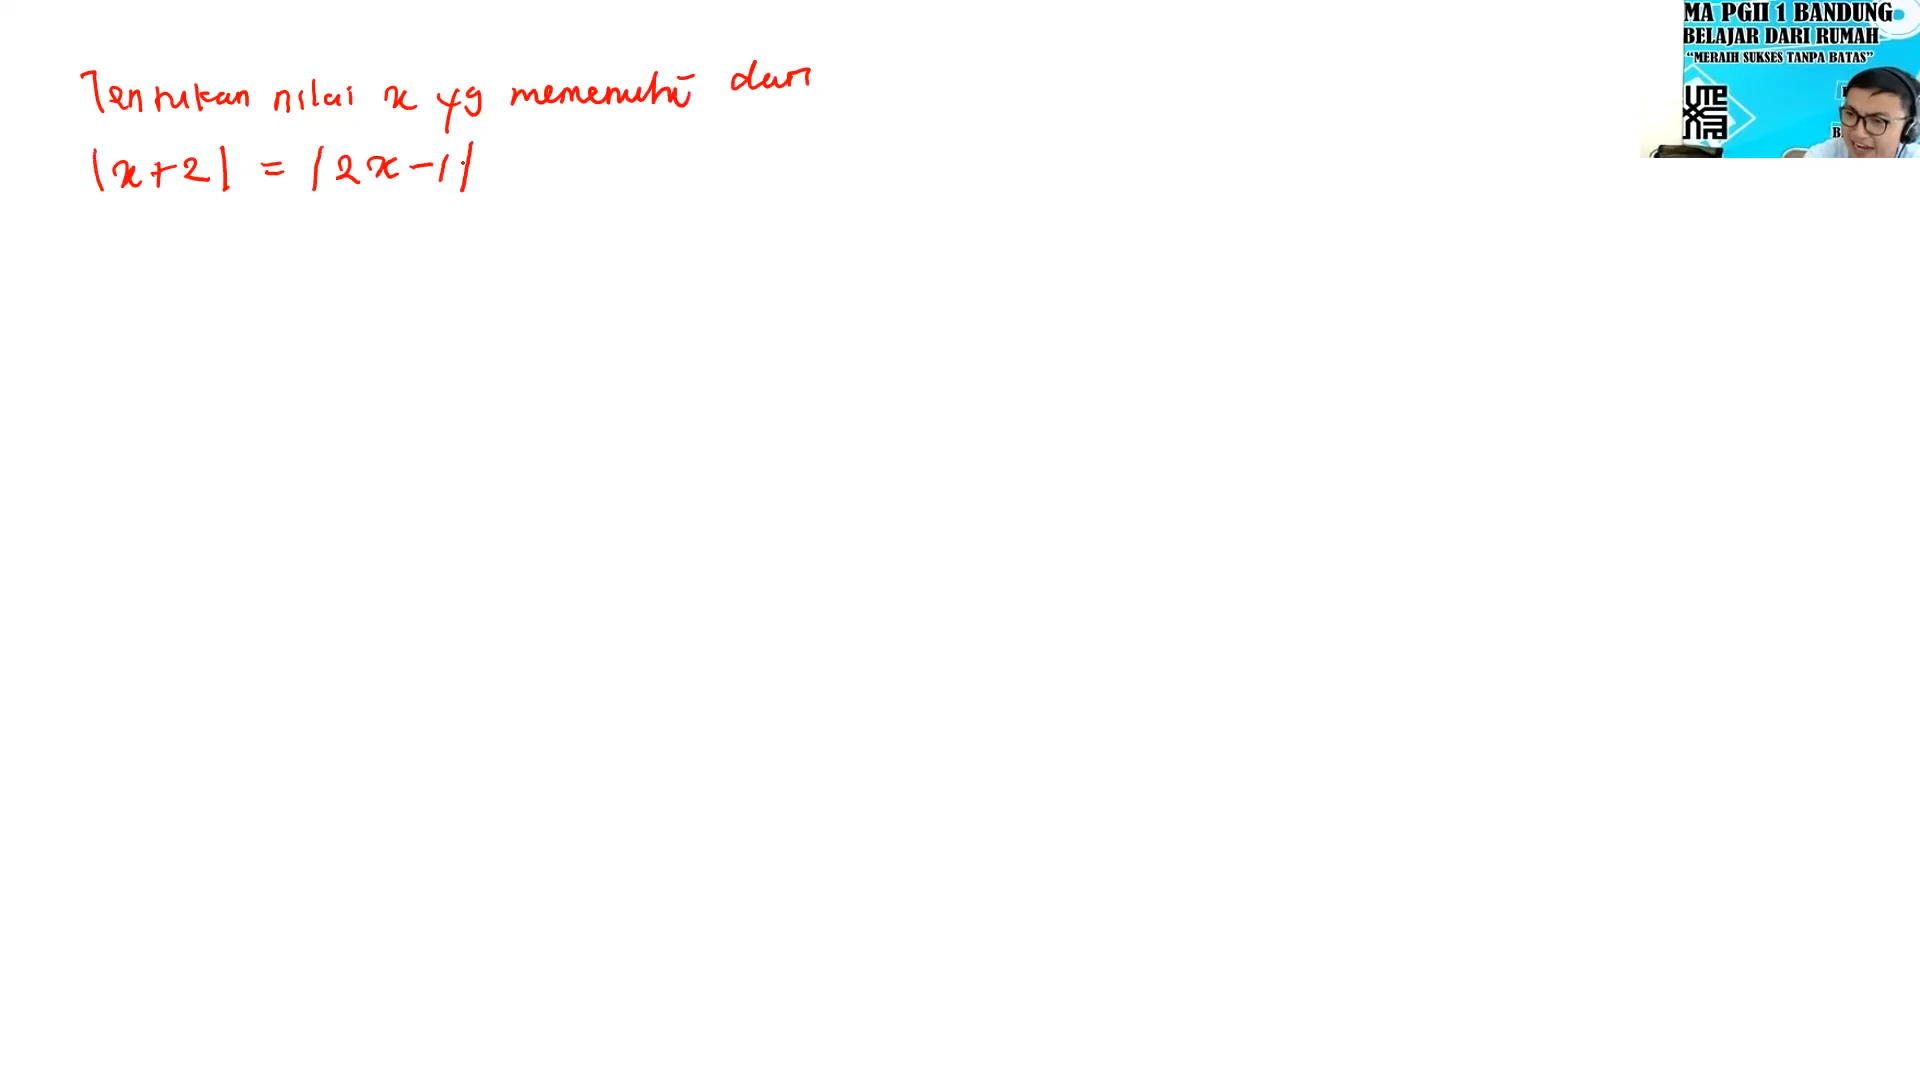 Tentukan nilai x yg memenuhi dari
|x+2| = |2x-1|
MA PGII 1 BANDUNG
BELAJAR DARI RUMAH
"MERAIH SUKSES TANPA BATAS"